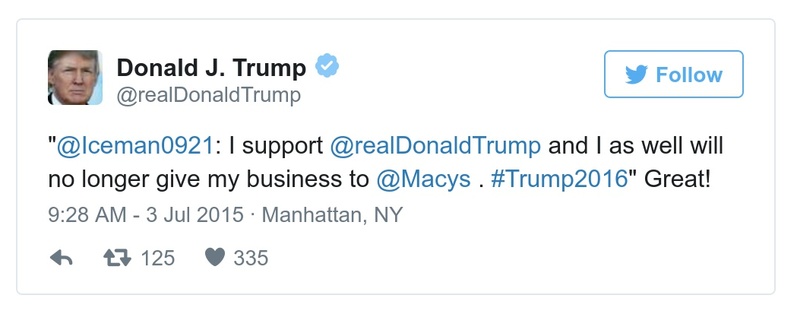 Donald J. Trump
@realDonaldTrump
Follow
"@Iceman0921: I support @realDonaldTrump and I as well will
no longer give my business to @Macys . #Trump2016" Great!
9:28 AM - 3 Jul 2015 · Manhattan, NY
125 335